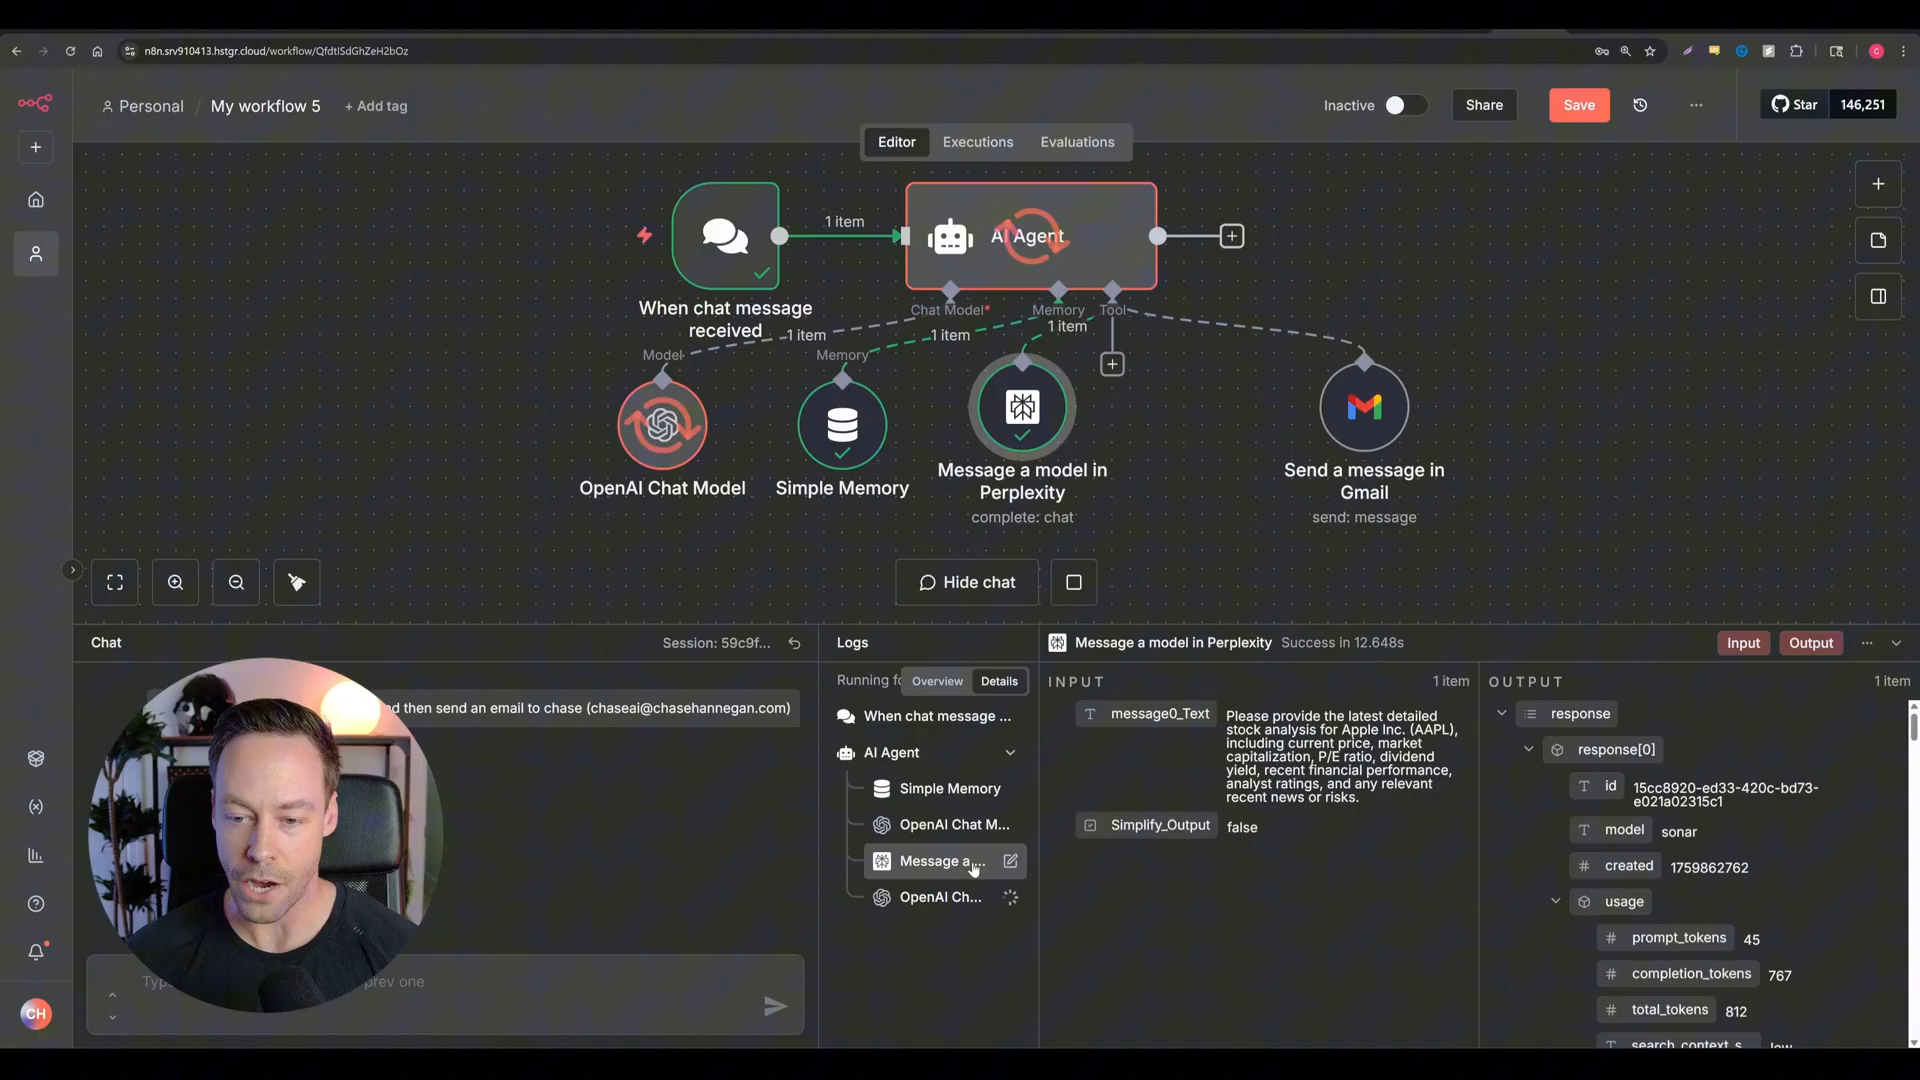 n8n.srv910413.hstgr.cloud/workflow/QfdtISdGhZeH2bOz
Personal / My workflow 5 + Add tag
Inactive Share Save ... Star 146,251
Editor Executions Evaluations
1 item
AI Agent
When chat message
received
Chat Model* Memory Tool
1 item
1 item
1 item
Model
Memory
OpenAI Chat Model
Simple Memory
Message a model in
Perplexity
complete: chat
Send a message in
Gmail
send: message
Hide chat
Chat
Session: 59c9f...
nd then send an email to chase (chaseai@chasehannegan.com)
prev one
CH
Logs
Running fo
Overview Details
When chat message ...
AI Agent
Simple Memory
OpenAI Chat M...
Message a ...
OpenAI Ch...
Message a model in Perplexity Success in 12.648s
Input Output ...
INPUT 1 item
T message0_Text
Please provide the latest detailed
stock analysis for Apple Inc. (AAPL),
including current price, market
capitalization, P/E ratio, dividend
yield, recent financial performance,
analyst ratings, and any relevant
recent news or risks.
Simplify_Output false
OUTPUT 1 item
response
response[0]
T id 15cc8920-ed33-420c-bd73-
e021a02315c1
T model sonar
# created 1759862762
usage
# prompt_tokens 45
# completion_tokens 767
# total_tokens 812
T search_context_s low